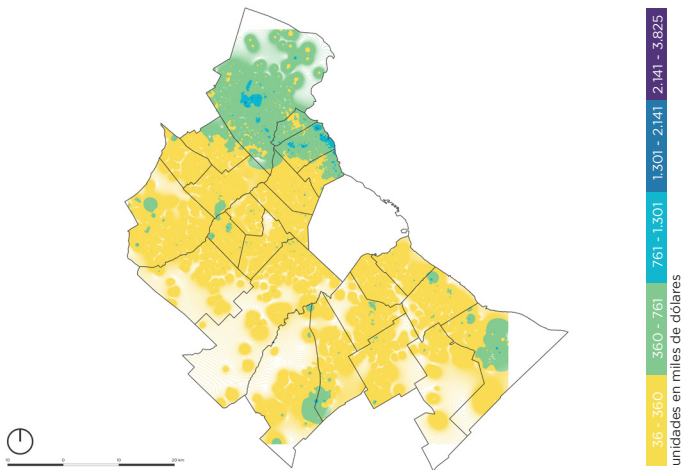 2.141 - 3.825
1.301 - 2.141
761 - 1.301
360 - 761
36 - 360
unidades en miles de dólares
10 0 10 20 km